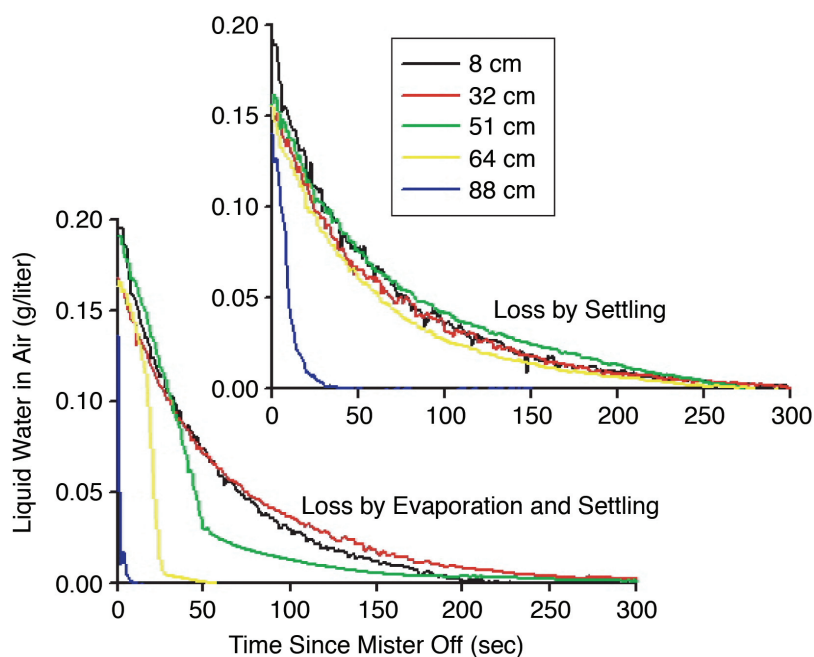 0.20
0.15
0.10
0.05
0.00
0 50 100 150 200 250 300
8 cm
32 cm
51 cm
64 cm
88 cm
Loss by Settling
Liquid Water in Air (g/liter)
0.20
0.15
0.10
0.05
0.00
0 50 100 150 200 250 300
Loss by Evaporation and Settling
Time Since Mister Off (sec)